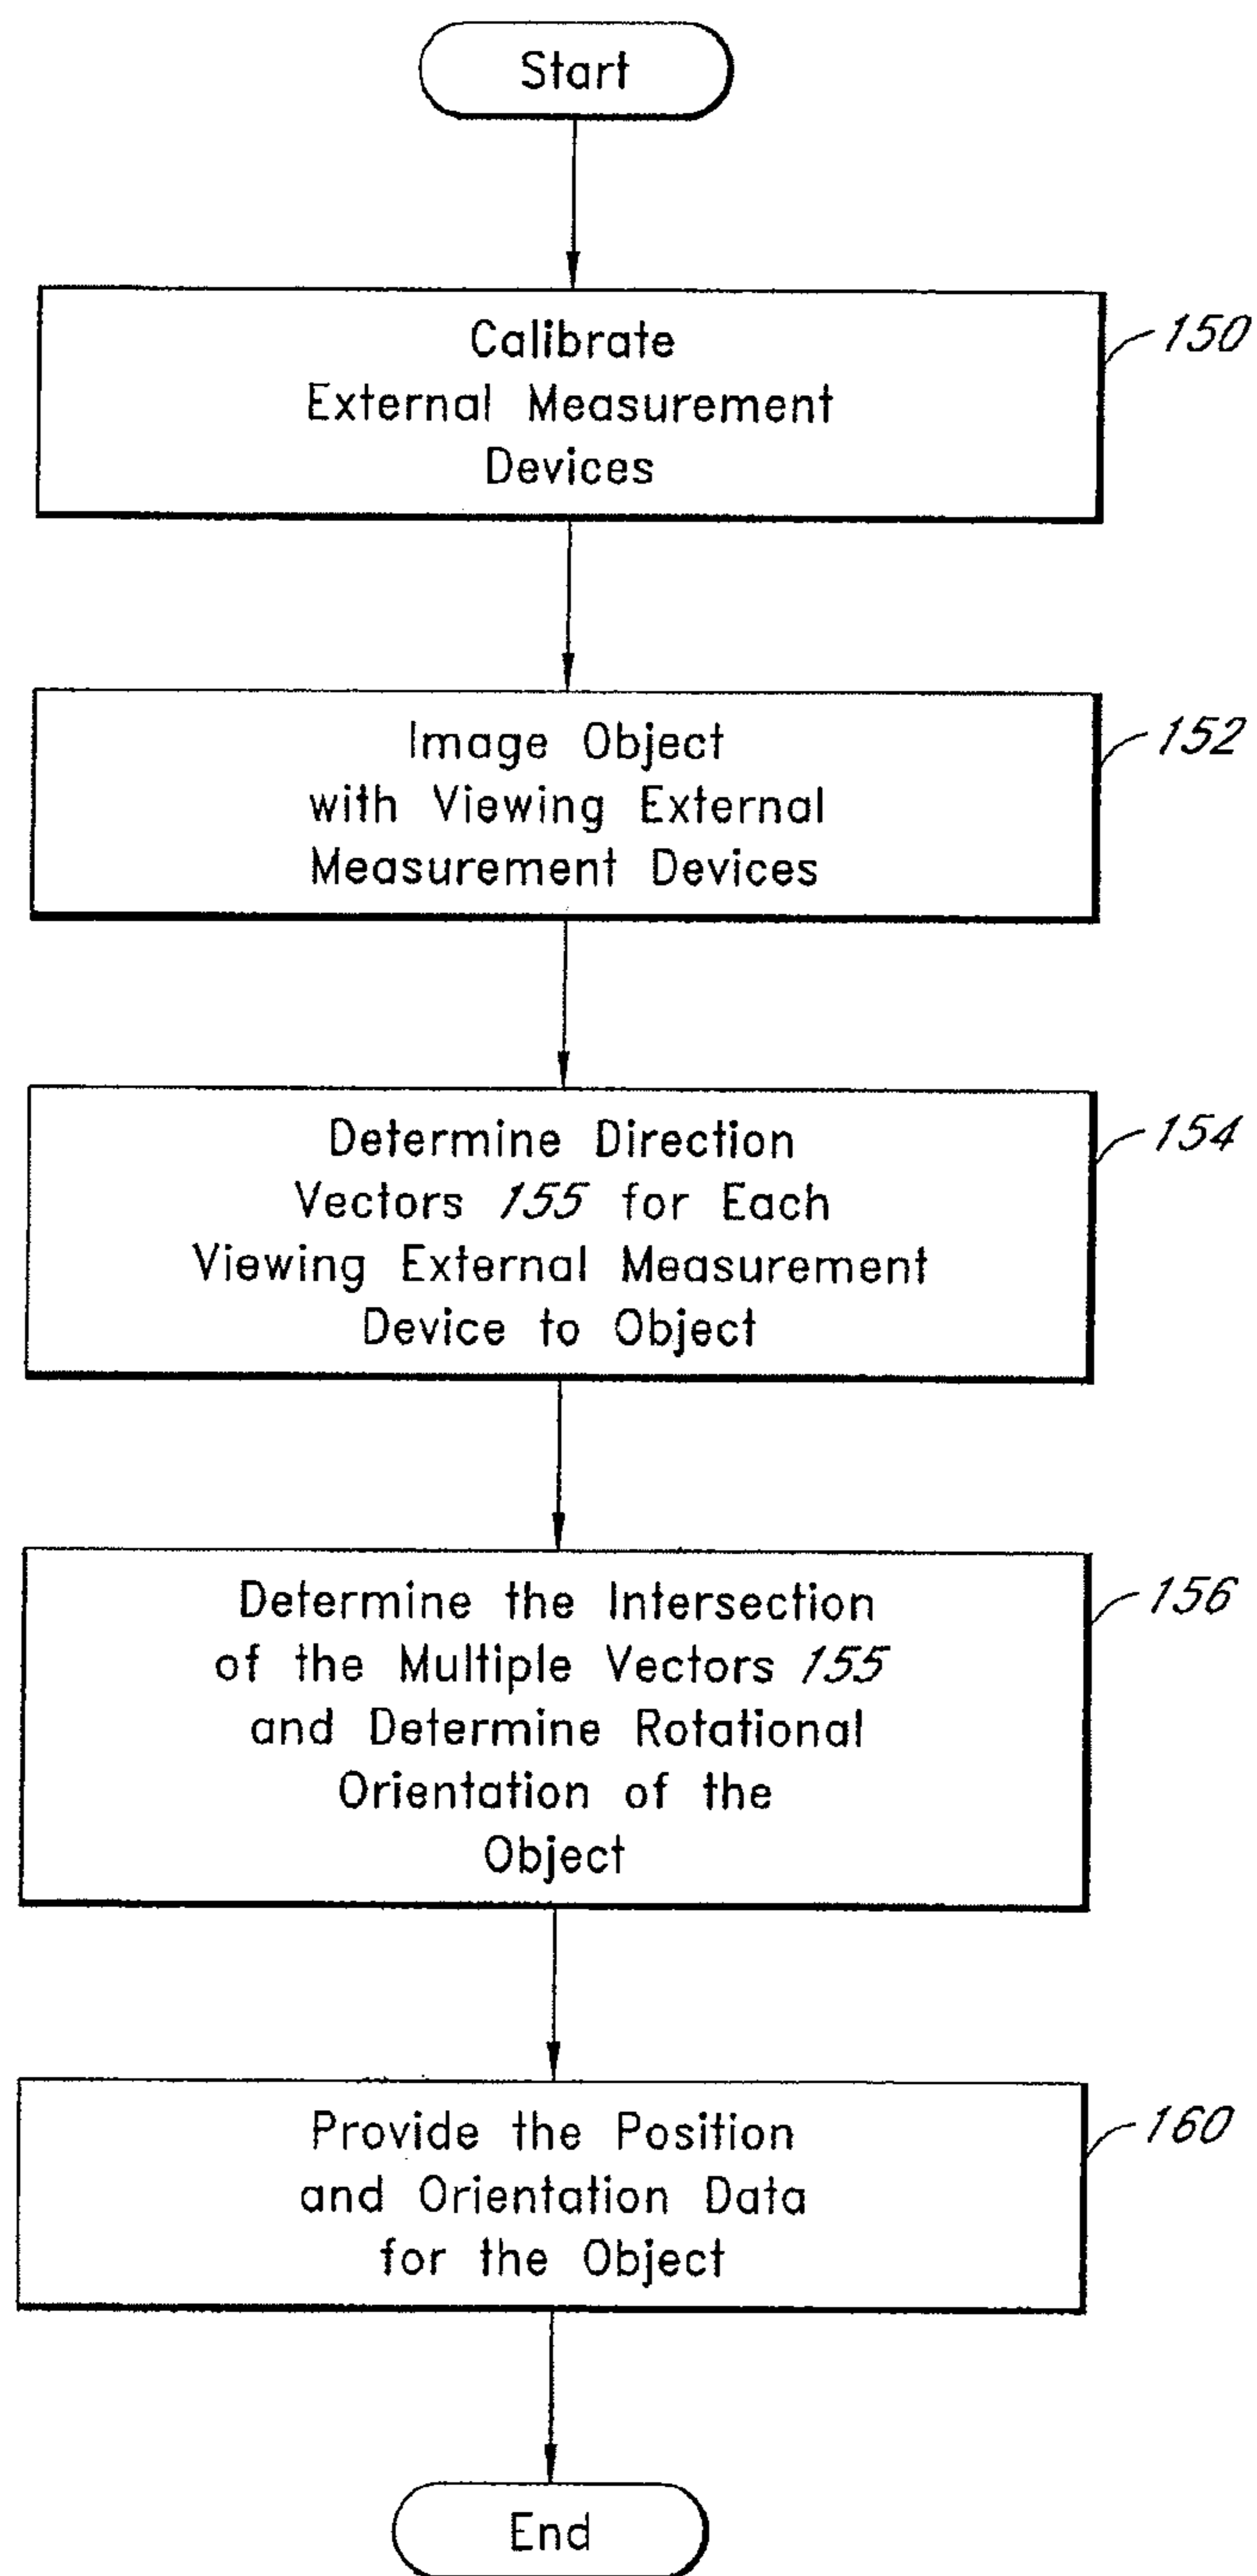 Start
Calibrate
External Measurement
Devices
150
Image Object
with Viewing External
Measurement Devices
152
Determine Direction
Vectors 155 for Each
Viewing External Measurement
Device to Object
154
Determine the Intersection
of the Multiple Vectors 155
and Determine Rotational
Orientation of the
Object
156
Provide the Position
and Orientation Data
for the Object
160
End